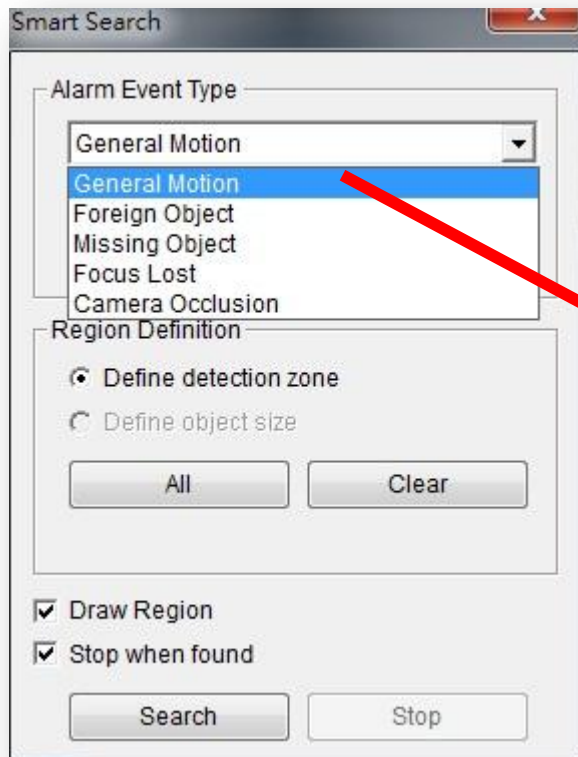 Smart Search
Alarm Event Type
General Motion
General Motion
Foreign Object
Missing Object
Focus Lost
Camera Occlusion
Region Definition
Define detection zone
Define object size
All Clear
Draw Region
Stop when found
Search Stop